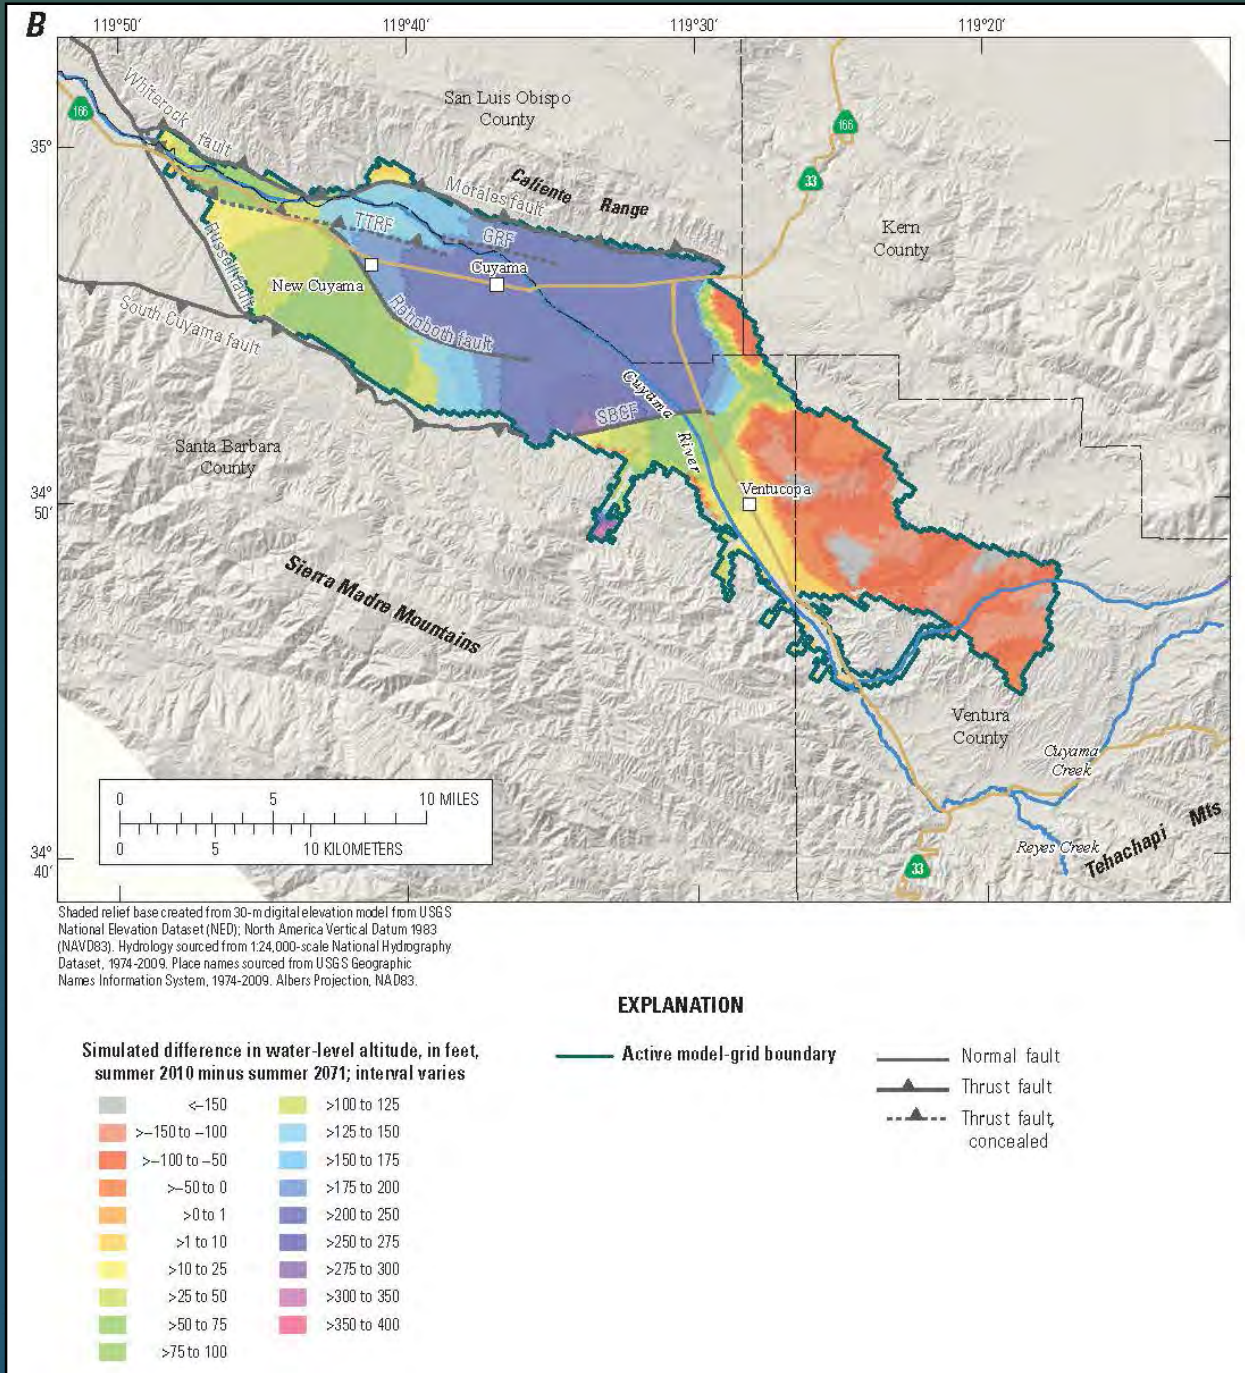 B
119°50′
119°40′
119°30′
119°20′
35°
34°
50′
34°
40′
166
Whiterock fault
San Luis Obispo
County
166
33
Caliente Range
Morales fault
Kern
County
TTRF
GRF
Russell fault
Cuyama
New Cuyama
Rehoboth fault
South Cuyama fault
Cuyama
River
SBCF
Santa Barbara
County
Ventucopa
Sierra Madre Mountains
Ventura
County
Cuyama
Creek
Reyes Creek
Tehachapi Mts
33
0 5 10 MILES
0 5 10 KILOMETERS
Shaded relief base created from 30-m digital elevation model from USGS
National Elevation Dataset (NED); North America Vertical Datum 1983
(NAVD83). Hydrology sourced from 1:24,000-scale National Hydrography
Dataset, 1974-2009. Place names sourced from USGS Geographic
Names Information System, 1974-2009. Albers Projection, NAD83.
EXPLANATION
Simulated difference in water-level altitude, in feet,
summer 2010 minus summer 2071; interval varies
<–150
>–150 to –100
>–100 to –50
>–50 to 0
>0 to 1
>1 to 10
>10 to 25
>25 to 50
>50 to 75
>75 to 100
>100 to 125
>125 to 150
>150 to 175
>175 to 200
>200 to 250
>250 to 275
>275 to 300
>300 to 350
>350 to 400
Active model-grid boundary
Normal fault
Thrust fault
Thrust fault,
concealed